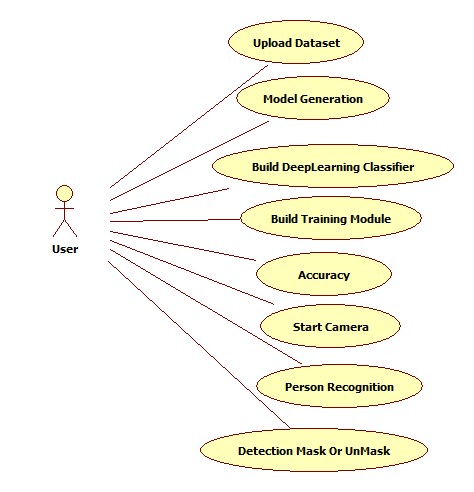 Upload Dataset
Model Generation
Build DeepLearning Classifier
Build Training Module
User
Accuracy
Start Camera
Person Recognition
Detection Mask Or UnMask